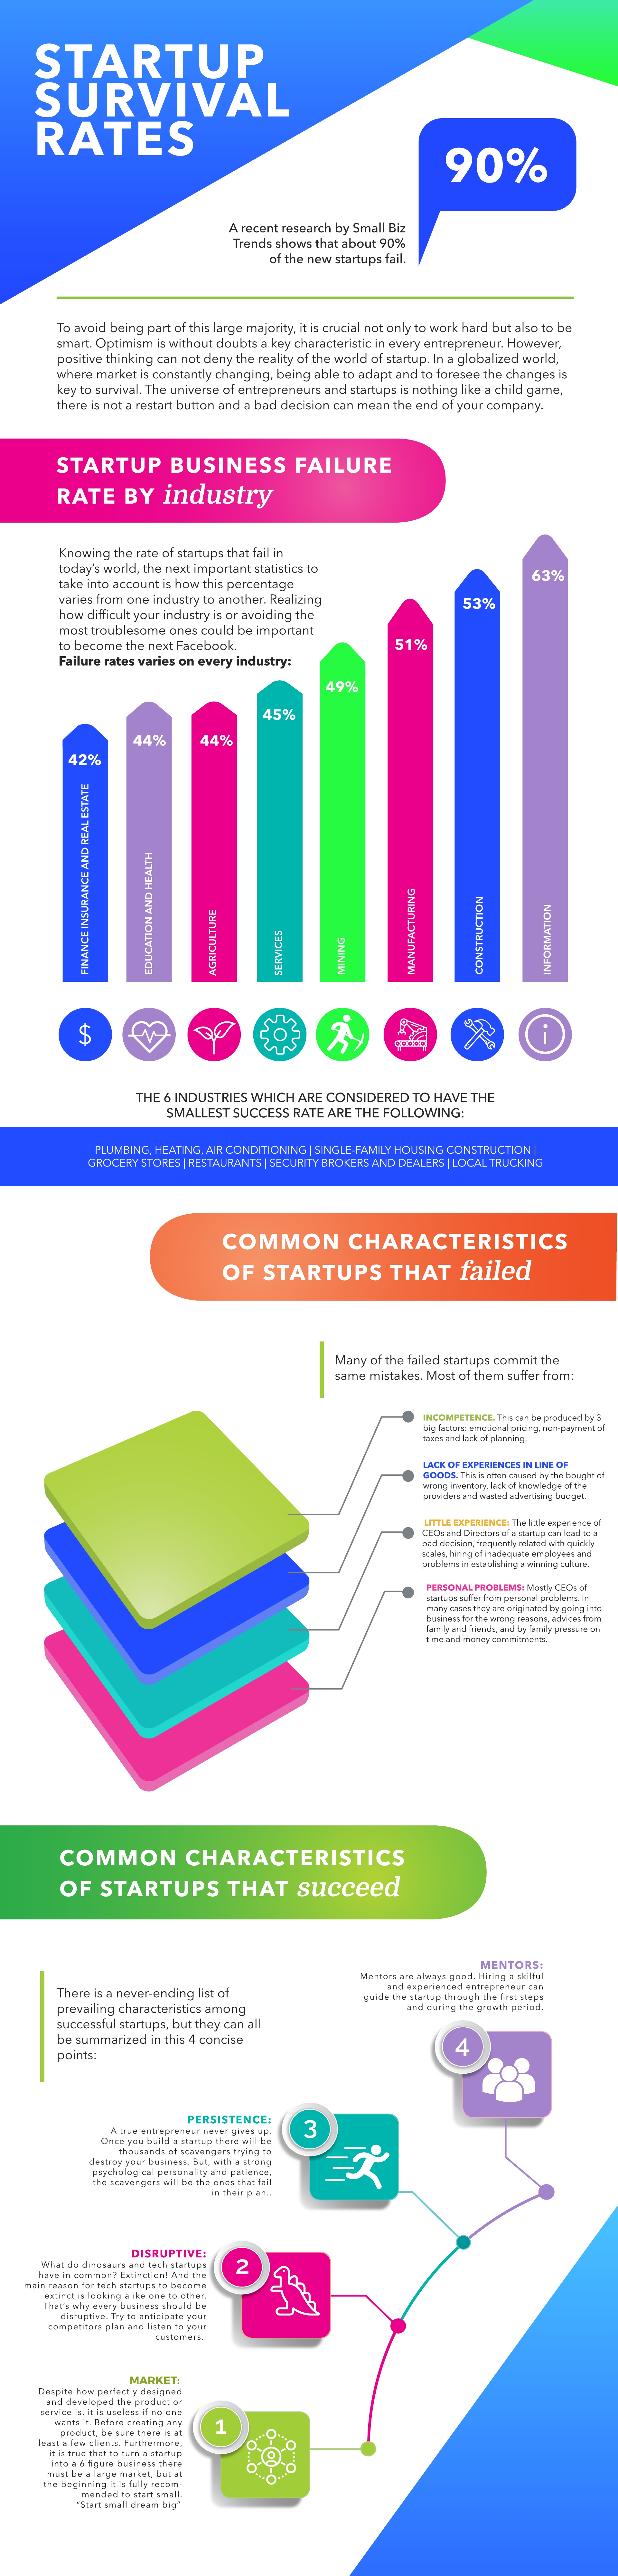 STARTUP
SURVIVAL
RATES
90%
A recent research by Small Biz
Trends shows that about 90%
of the new startups fail.
To avoid being part of this large majority, it is crucial not only to work hard but also to be
smart. Optimism is without doubts a key characteristic in every entrepreneur. However,
positive thinking can not deny the reality of the world of startup. In a globalized world,
where market is constantly changing, being able to adapt and to foresee the changes is
key to survival. The universe of entrepreneurs and startups is nothing like a child game,
there is not a restart button and a bad decision can mean the end of your company.
STARTUP BUSINESS FAILURE
RATE BY industry
Knowing the rate of startups that fail in
today's world, the next important statistics to
take into account is how this percentage
varies from one industry to another. Realizing
how difficult your industry is or avoiding the
most troublesome ones could be important
to become the next Facebook.
Failure rates varies on every industry:
42%
FINANCE INSURANCE AND REAL ESTATE
44%
EDUCATION AND HEALTH
44%
AGRICULTURE
45%
SERVICES
49%
MINING
51%
MANUFACTURING
53%
CONSTRUCTION
63%
INFORMATION
$
i
THE 6 INDUSTRIES WHICH ARE CONSIDERED TO HAVE THE
SMALLEST SUCCESS RATE ARE THE FOLLOWING:
PLUMBING, HEATING, AIR CONDITIONING | SINGLE-FAMILY HOUSING CONSTRUCTION |
GROCERY STORES | RESTAURANTS | SECURITY BROKERS AND DEALERS | LOCAL TRUCKING
COMMON CHARACTERISTICS
OF STARTUPS THAT failed
Many of the failed startups commit the
same mistakes. Most of them suffer from:
INCOMPETENCE. This can be produced by 3
big factors: emotional pricing, non-payment of
taxes and lack of planning.
LACK OF EXPERIENCES IN LINE OF
GOODS. This is often caused by the bought of
wrong inventory, lack of knowledge of the
providers and wasted advertising budget.
LITTLE EXPERIENCE: The little experience of
CEOs and Directors of a startup can lead to a
bad decision, frequently related with quickly
scales, hiring of inadequate employees and
problems in establishing a winning culture.
PERSONAL PROBLEMS: Mostly CEOs of
startups suffer from personal problems. In
many cases they are originated by going into
business for the wrong reasons, advices from
family and friends, and by family pressure on
time and money commitments.
COMMON CHARACTERISTICS
OF STARTUPS THAT succeed
There is a never-ending list of
prevailing characteristics among
successful startups, but they can all
be summarized in this 4 concise
points:
MENTORS:
Mentors are always good. Hiring a skilful
and experienced entrepreneur can
guide the startup through the first steps
and during the growth period.
4
PERSISTENCE:
A true entrepreneur never gives up.
Once you build a startup there will be
thousands of scavengers trying to
destroy your business. But, with a strong
psychological personality and patience,
the scavengers will be the ones that fail
in their plan..
3
DISRUPTIVE:
What do dinosaurs and tech startups
have in common? Extinction! And the
main reason for tech startups to become
extinct is looking alike one to other.
That's why every business should be
disruptive. Try to anticipate your
competitors plan and listen to your
customers.
2
MARKET:
Despite how perfectly designed
and developed the product or
service is, it is useless if no one
wants it. Before creating any
product, be sure there is at
least a few clients. Furthermore,
it is true that to turn a startup
into a 6 figure business there
must be a large market, but at
the beginning it is fully recom-
mended to start small.
"Start small dream big"
1